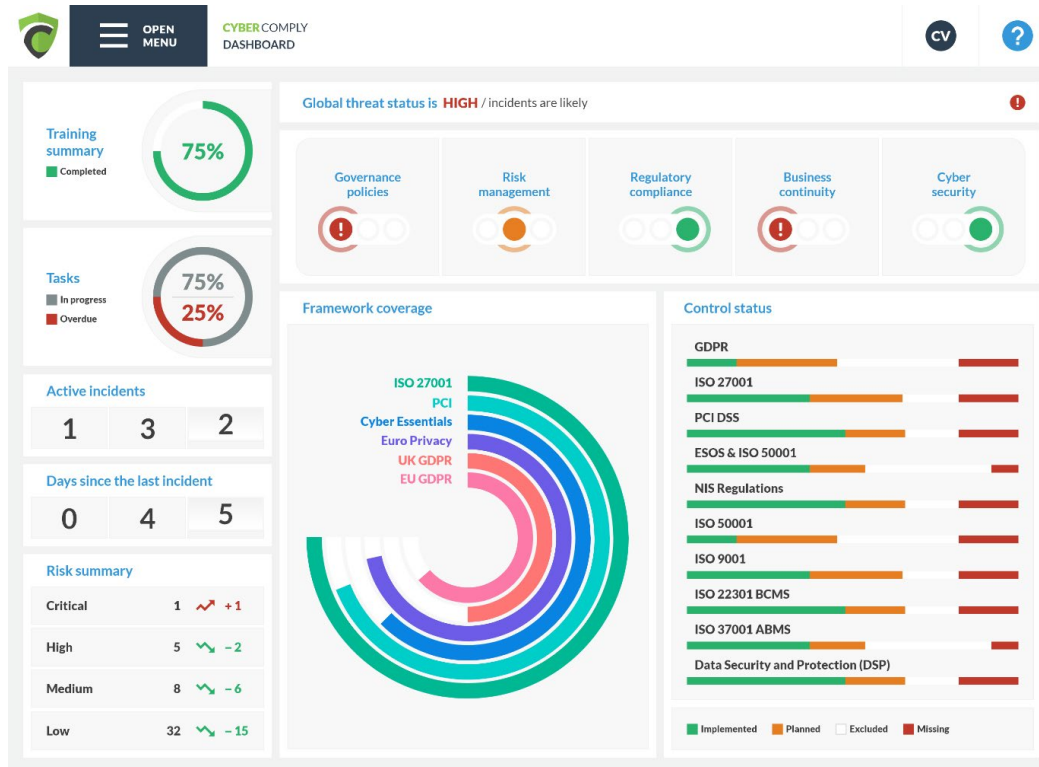 OPEN
MENU
CYBERCOMPLY
DASHBOARD
CV
?
Training
summary
Completed
75%
Tasks
In progress
Overdue
75%
25%
Active incidents
1 3 2
Days since the last incident
0 4 5
Risk summary
Critical 1 +1
High 5 -2
Medium 8 -6
Low 32 -15
Global threat status is HIGH / incidents are likely
!
Governance
policies
!
Risk
management
Regulatory
compliance
Business
continuity
!
Cyber
security
Framework coverage
ISO 27001
PCI
Cyber Essentials
Euro Privacy
UK GDPR
EU GDPR
Control status
GDPR
ISO 27001
PCI DSS
ESOS & ISO 50001
NIS Regulations
ISO 50001
ISO 9001
ISO 22301 BCMS
ISO 37001 ABMS
Data Security and Protection (DSP)
Implemented Planned Excluded Missing